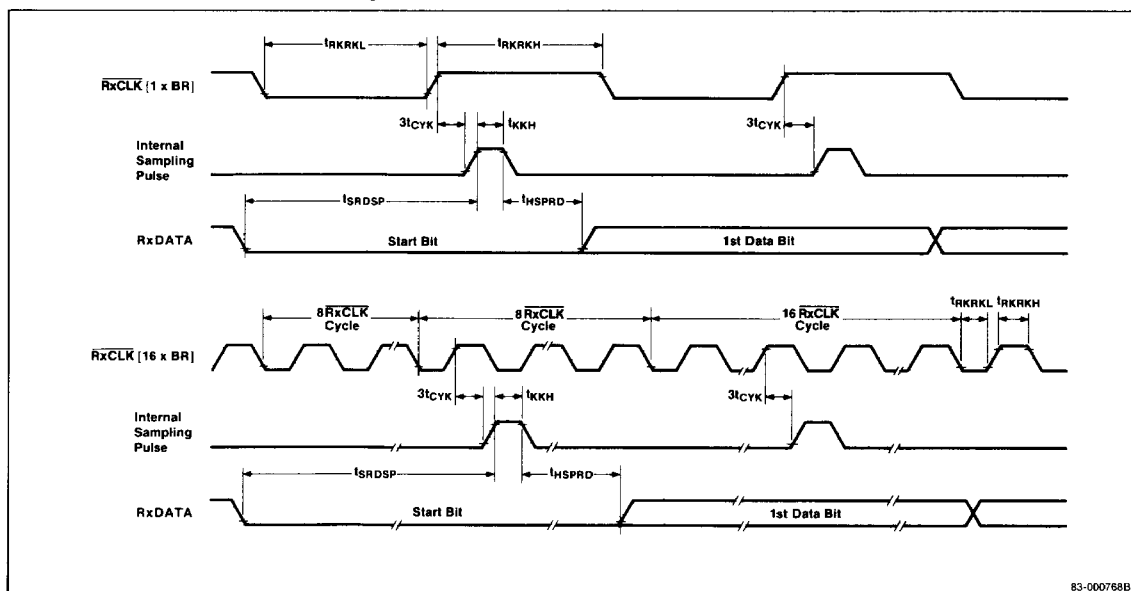 tRKRKL
tRKRKH
RxCLK [1 x BR]
3tCYK
tKKH
3tCYK
Internal
Sampling
Pulse
tSRDSP
tHSPRD
RxDATA
Start Bit
1st Data Bit
8 RxCLK
Cycle
8 RxCLK
Cycle
16 RxCLK
Cycle
tRKRKL
tRKRKH
RxCLK [16 x BR]
3tCYK
tKKH
3tCYK
Internal
Sampling
Pulse
tSRDSP
tHSPRD
RxDATA
Start Bit
1st Data Bit
83-000768B